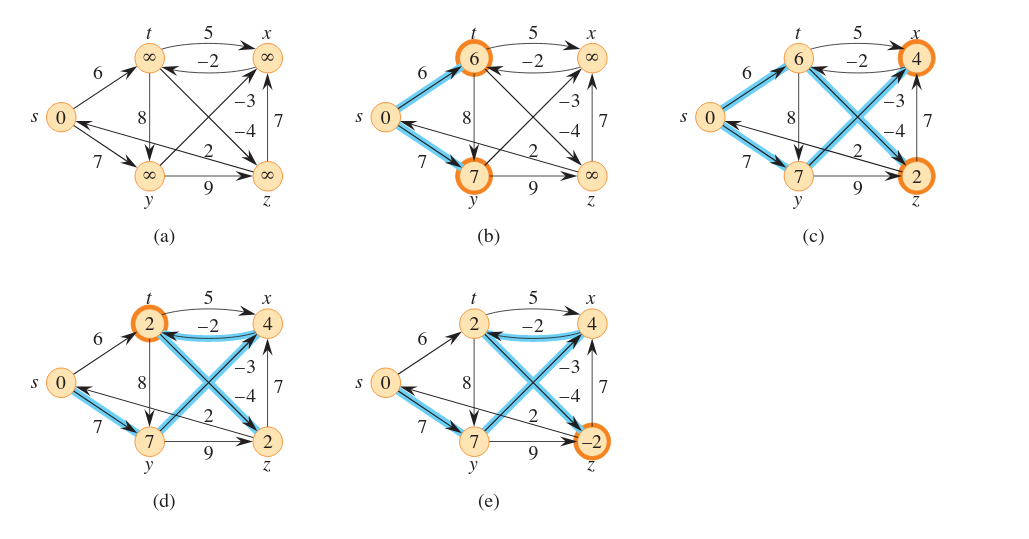 t 5 x t 5 x t 5 x
∞ −2 ∞ 6 −2 ∞ 6 −2 4
6 6 6
−3 −3 −3
s 0 8 7 s 0 8 7 s 0 8 7
−4 −4 −4
7 2 7 2 7 2
∞ 9 ∞ 7 9 ∞ 7 9 2
y z y z y z
(a) (b) (c)
t 5 x t 5 x
2 −2 4 2 −2 4
6 6
−3 −3
s 0 8 7 s 0 8 7
−4 −4
7 2 7 2
7 9 2 7 9 −2
y z y z
(d) (e)